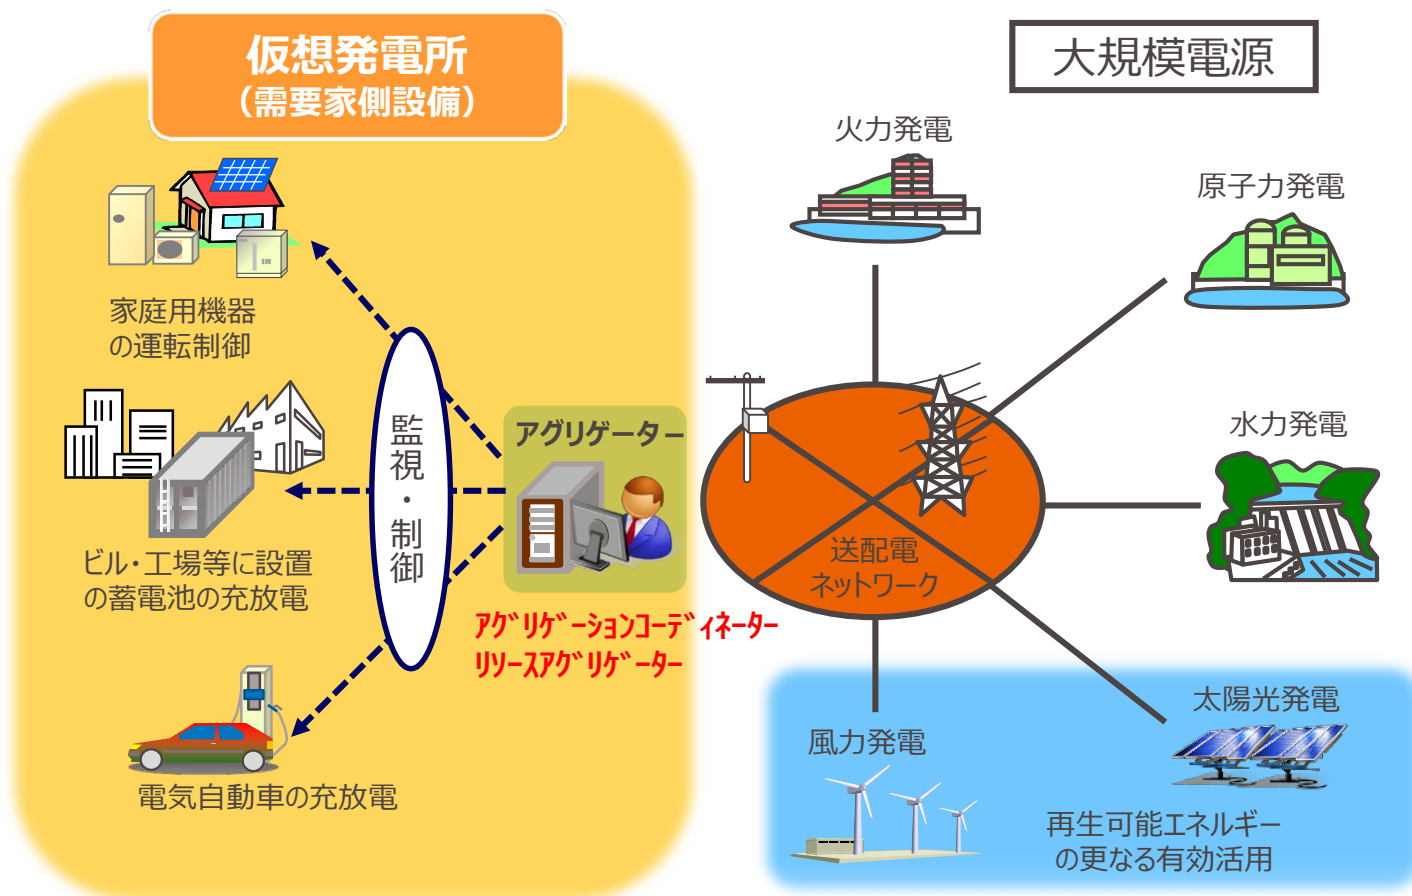 仮想発電所
（需要家側設備）
家庭用機器
の運転制御
ビル・工場等に設置
の蓄電池の充放電
電気自動車の充放電
監視・制御
アグリゲーター
ｱｸﾞﾘｹﾞｰｼｮﾝｺｰﾃﾞｨﾈｰﾀｰ
ﾘｿｰｽｱｸﾞﾘｹﾞｰﾀｰ
大規模電源
火力発電
原子力発電
水力発電
送配電
ネットワーク
太陽光発電
風力発電
再生可能エネルギー
の更なる有効活用